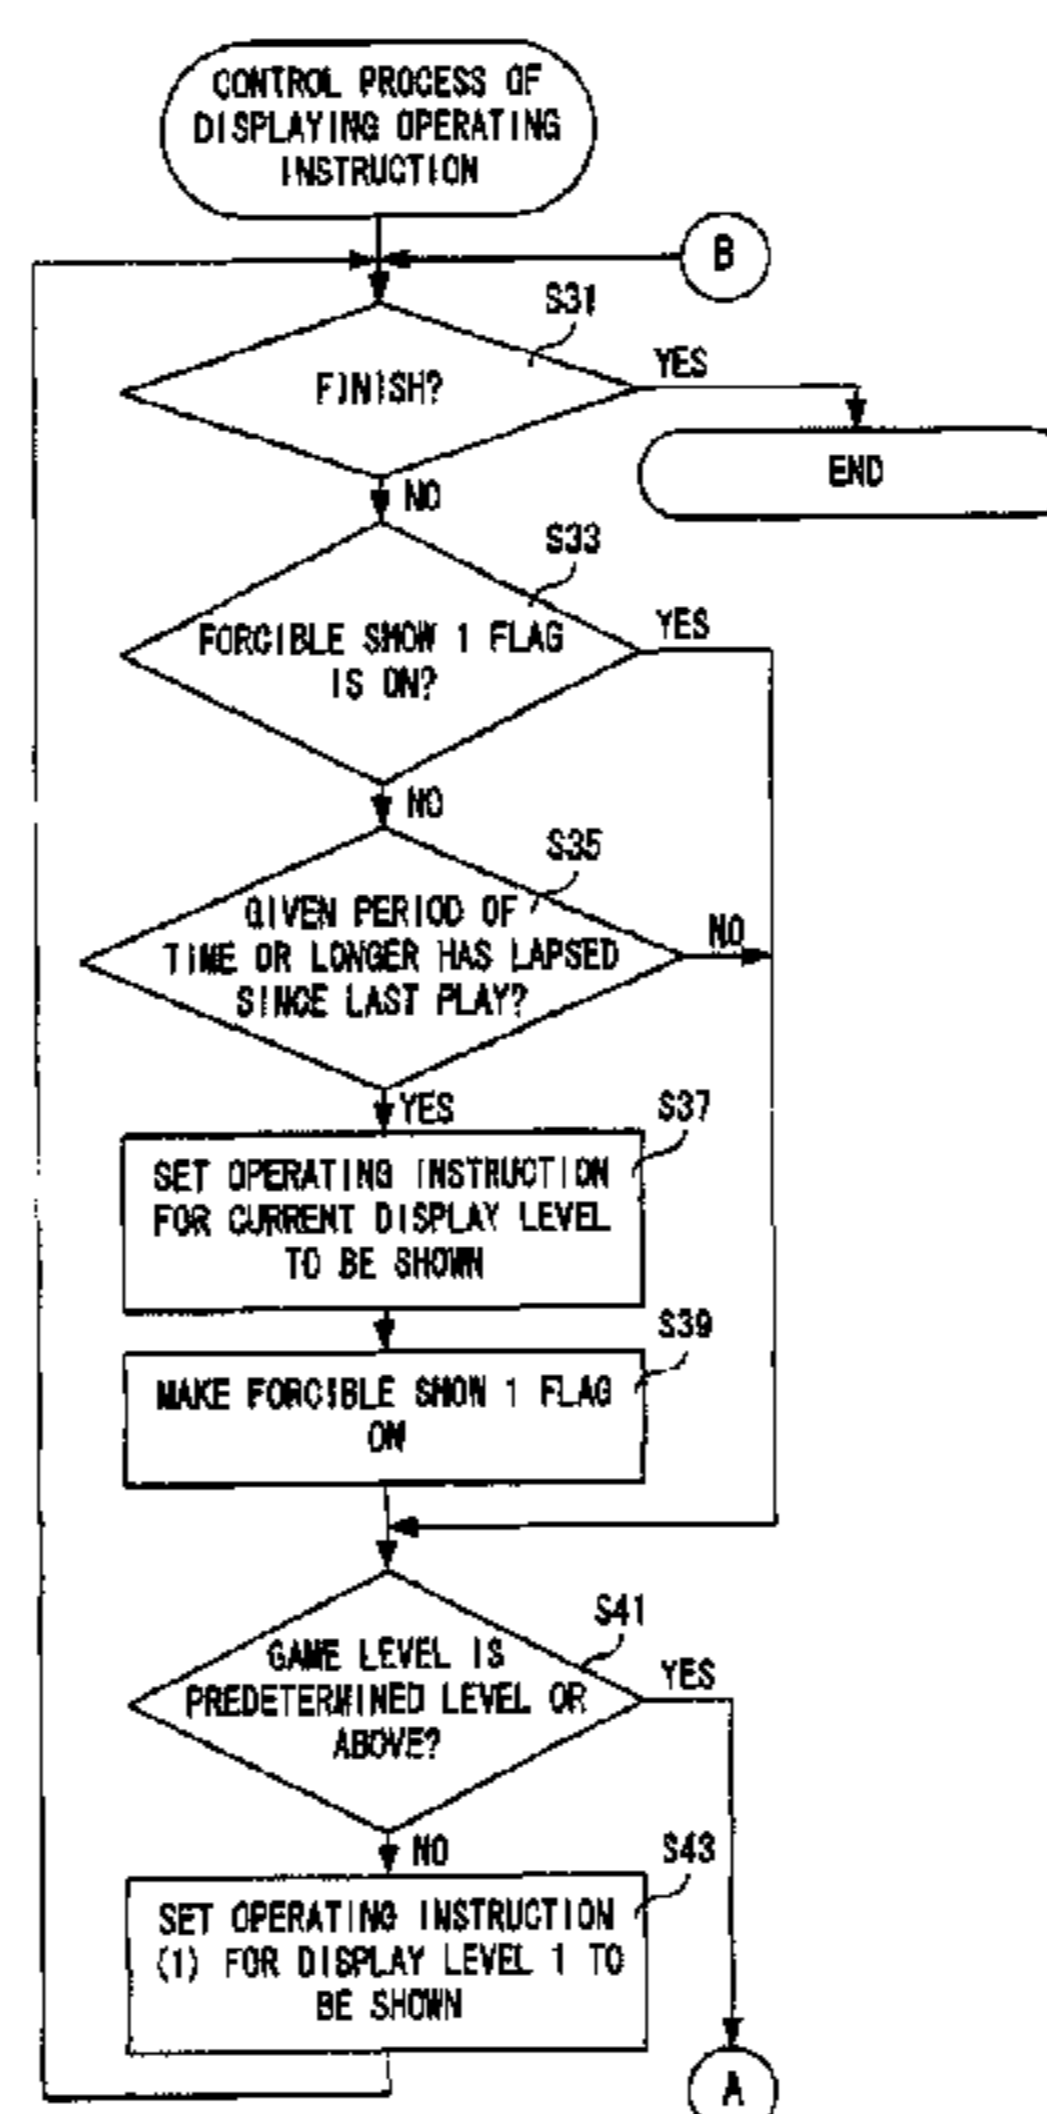 CONTROL PROCESS OF
DISPLAYING OPERATING
INSTRUCTION
B
S31
FINISH?
YES
END
NO
S33
FORCIBLE SHOW 1 FLAG
IS ON?
YES
NO
S35
GIVEN PERIOD OF
TIME OR LONGER HAS LAPSED
SINCE LAST PLAY?
NO
YES
S37
SET OPERATING INSTRUCTION
FOR CURRENT DISPLAY LEVEL
TO BE SHOWN
S39
MAKE FORCIBLE SHOW 1 FLAG
ON
S41
GAME LEVEL IS
PREDETERMINED LEVEL OR
ABOVE?
YES
NO
S43
SET OPERATING INSTRUCTION
(1) FOR DISPLAY LEVEL 1 TO
BE SHOWN
A